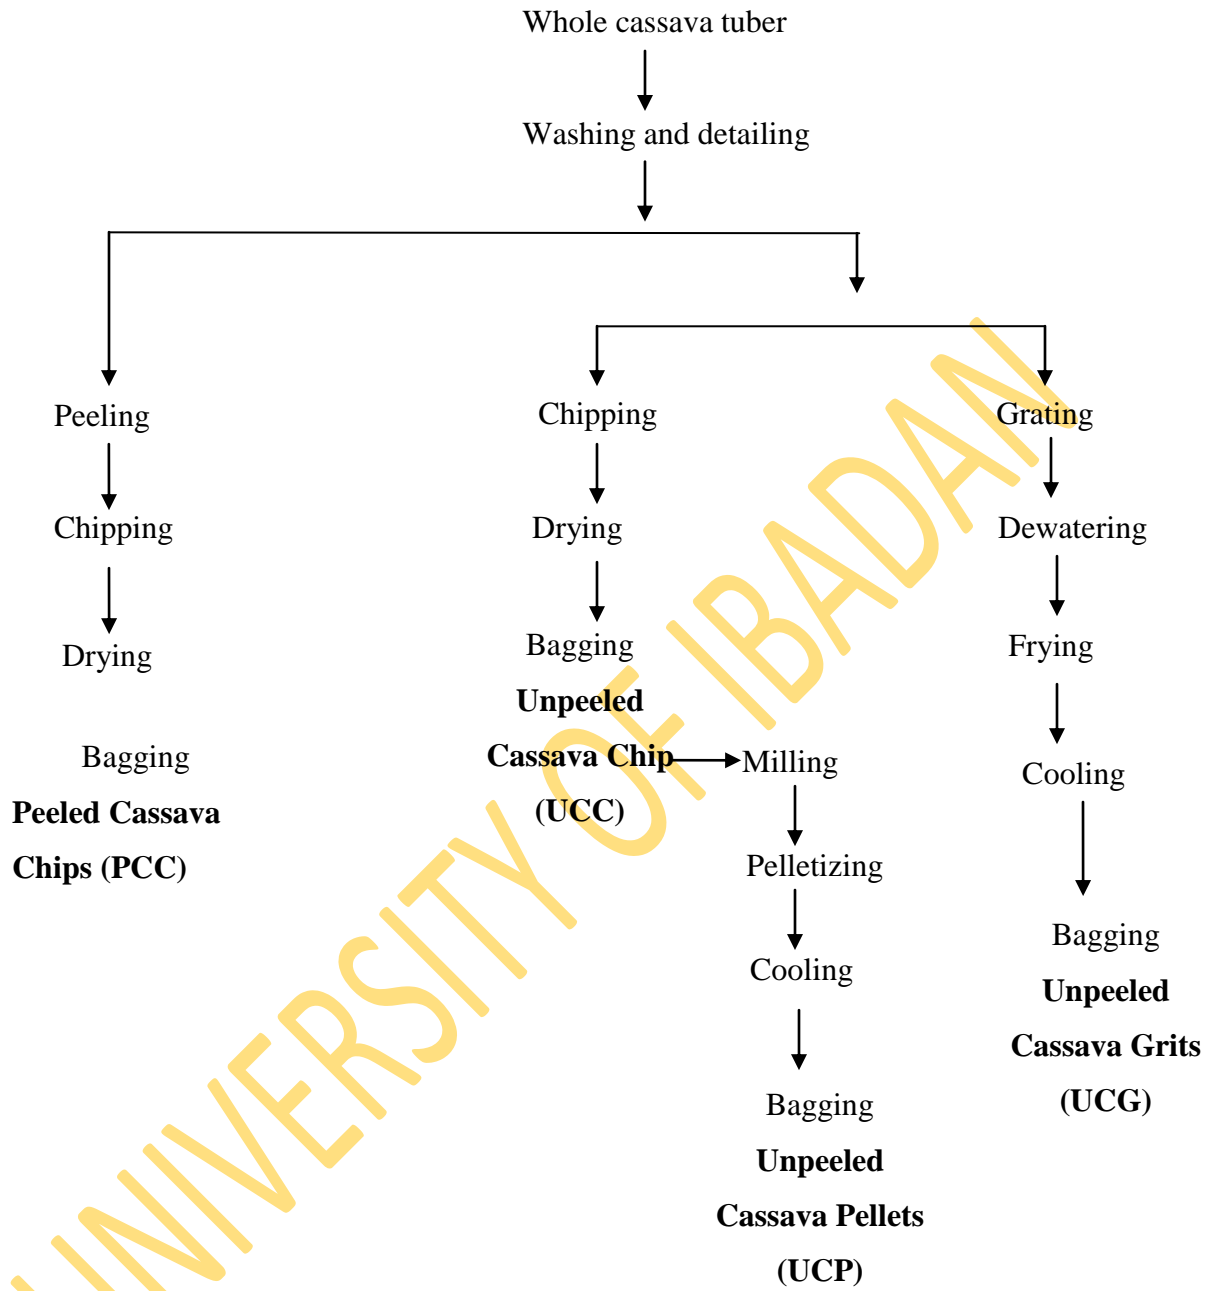 Whole cassava tuber
Washing and detailing
Peeling
Chipping
Drying
Bagging
Peeled Cassava
Chips (PCC)
Chipping
Drying
Bagging
Unpeeled
Cassava Chip
(UCC)
Milling
Pelletizing
Cooling
Bagging
Unpeeled
Cassava Pellets
(UCP)
Grating
Dewatering
Frying
Cooling
Bagging
Unpeeled
Cassava Grits
(UCG)
UNIVERSITY OF IBADAN